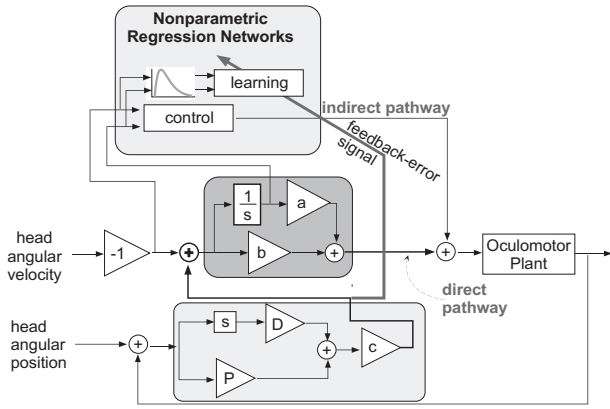 Nonparametric
Regression Networks
learning
control
indirect pathway
feedback-error
signal
1
s
a
b
+
head
angular
velocity
-1
+
+
Oculomotor
Plant
direct
pathway
head
angular
position
+
s
D
P
+
c